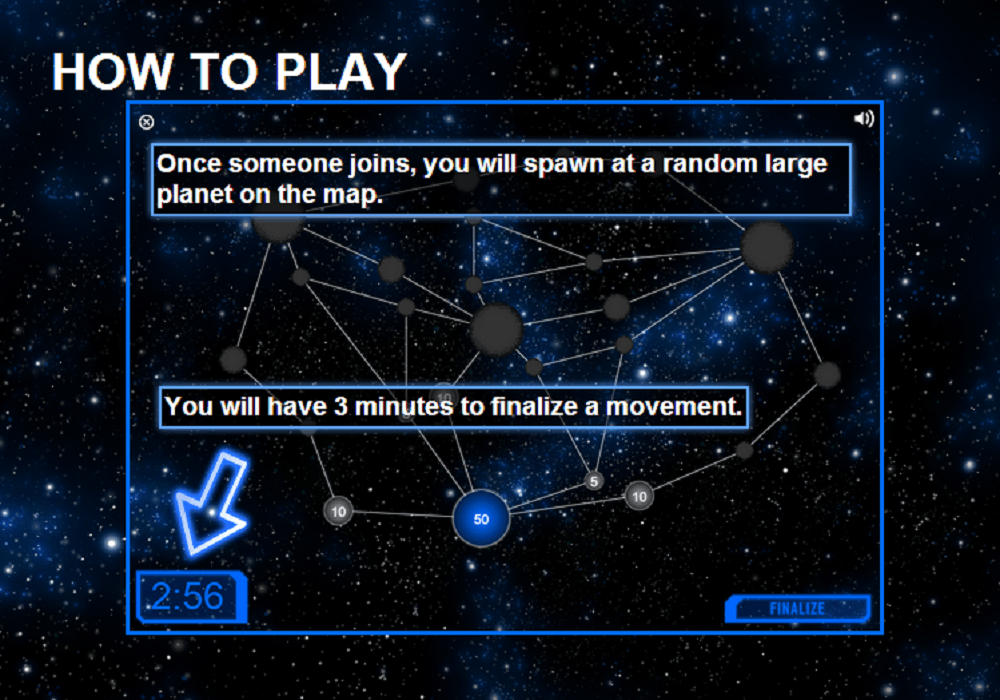 HOW TO PLAY
Once someone joins, you will spawn at a random large
planet on the map.
10
You will have 3 minutes to finalize a movement.
5
10
10
50
2:56
FINALIZE